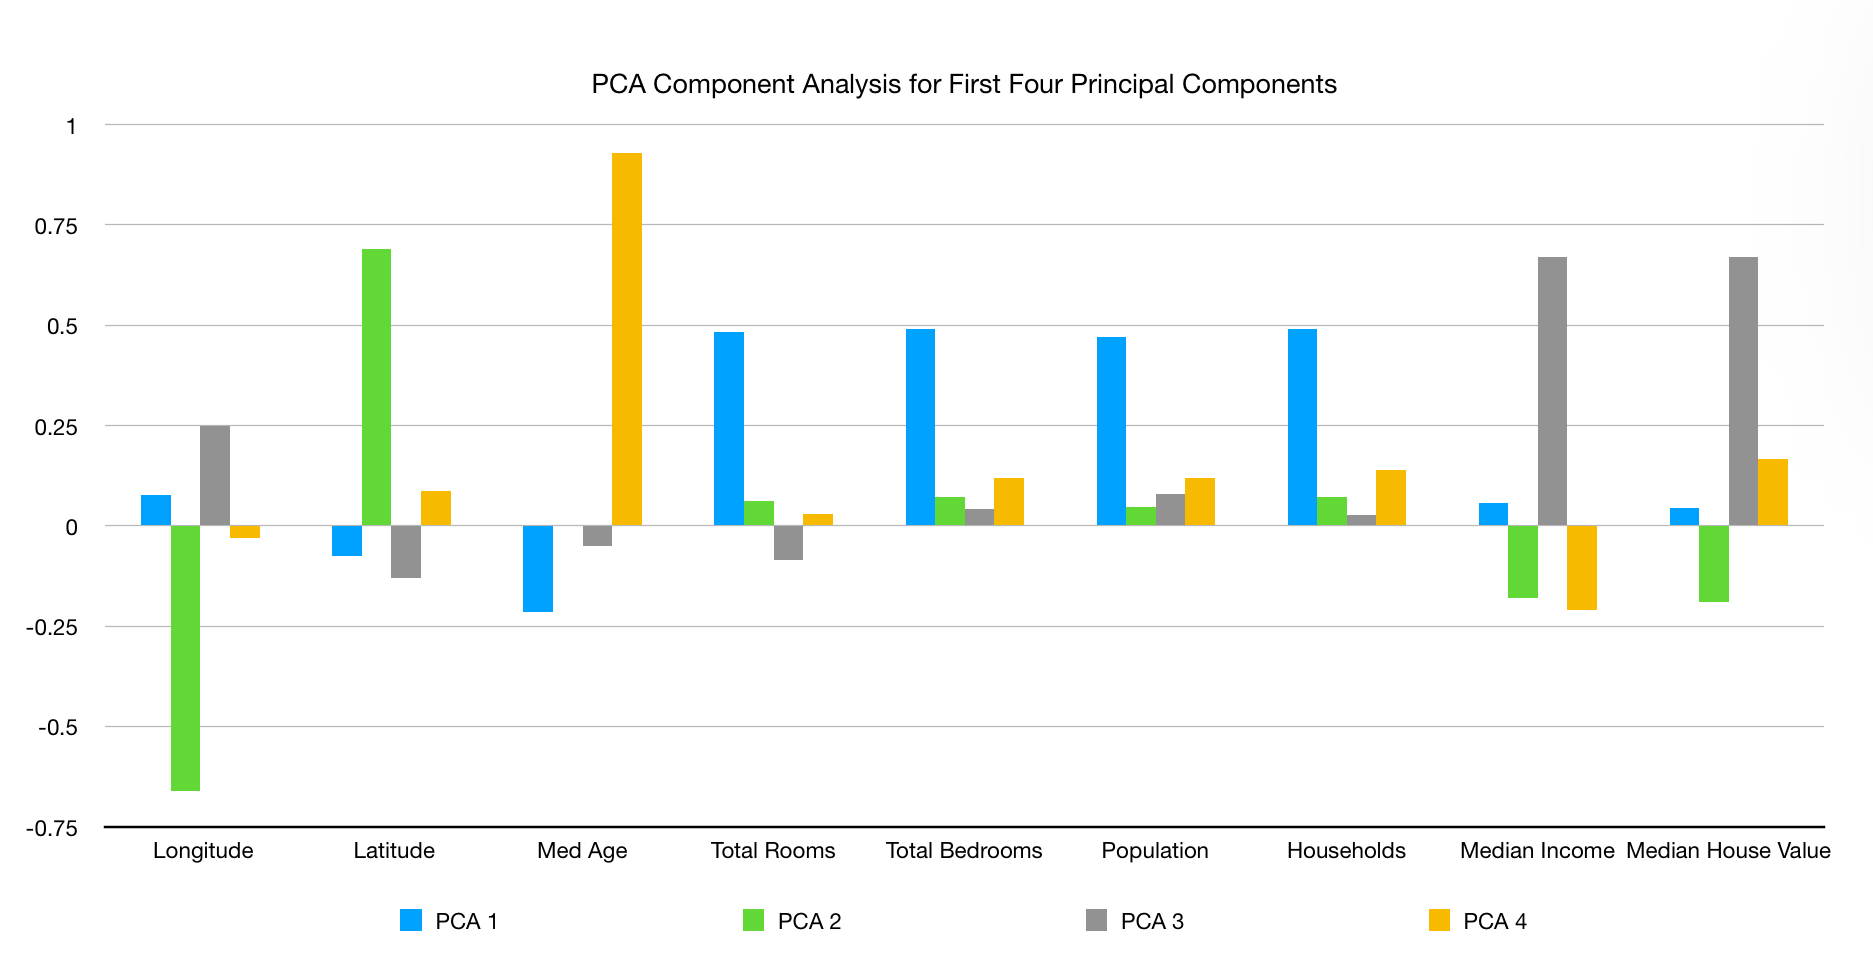 PCA Component Analysis for First Four Principal Components
1
0.75
0.5
0.25
0
-0.25
-0.5
-0.75
Longitude Latitude Med Age Total Rooms Total Bedrooms Population Households Median Income Median House Value
PCA 1 PCA 2 PCA 3 PCA 4